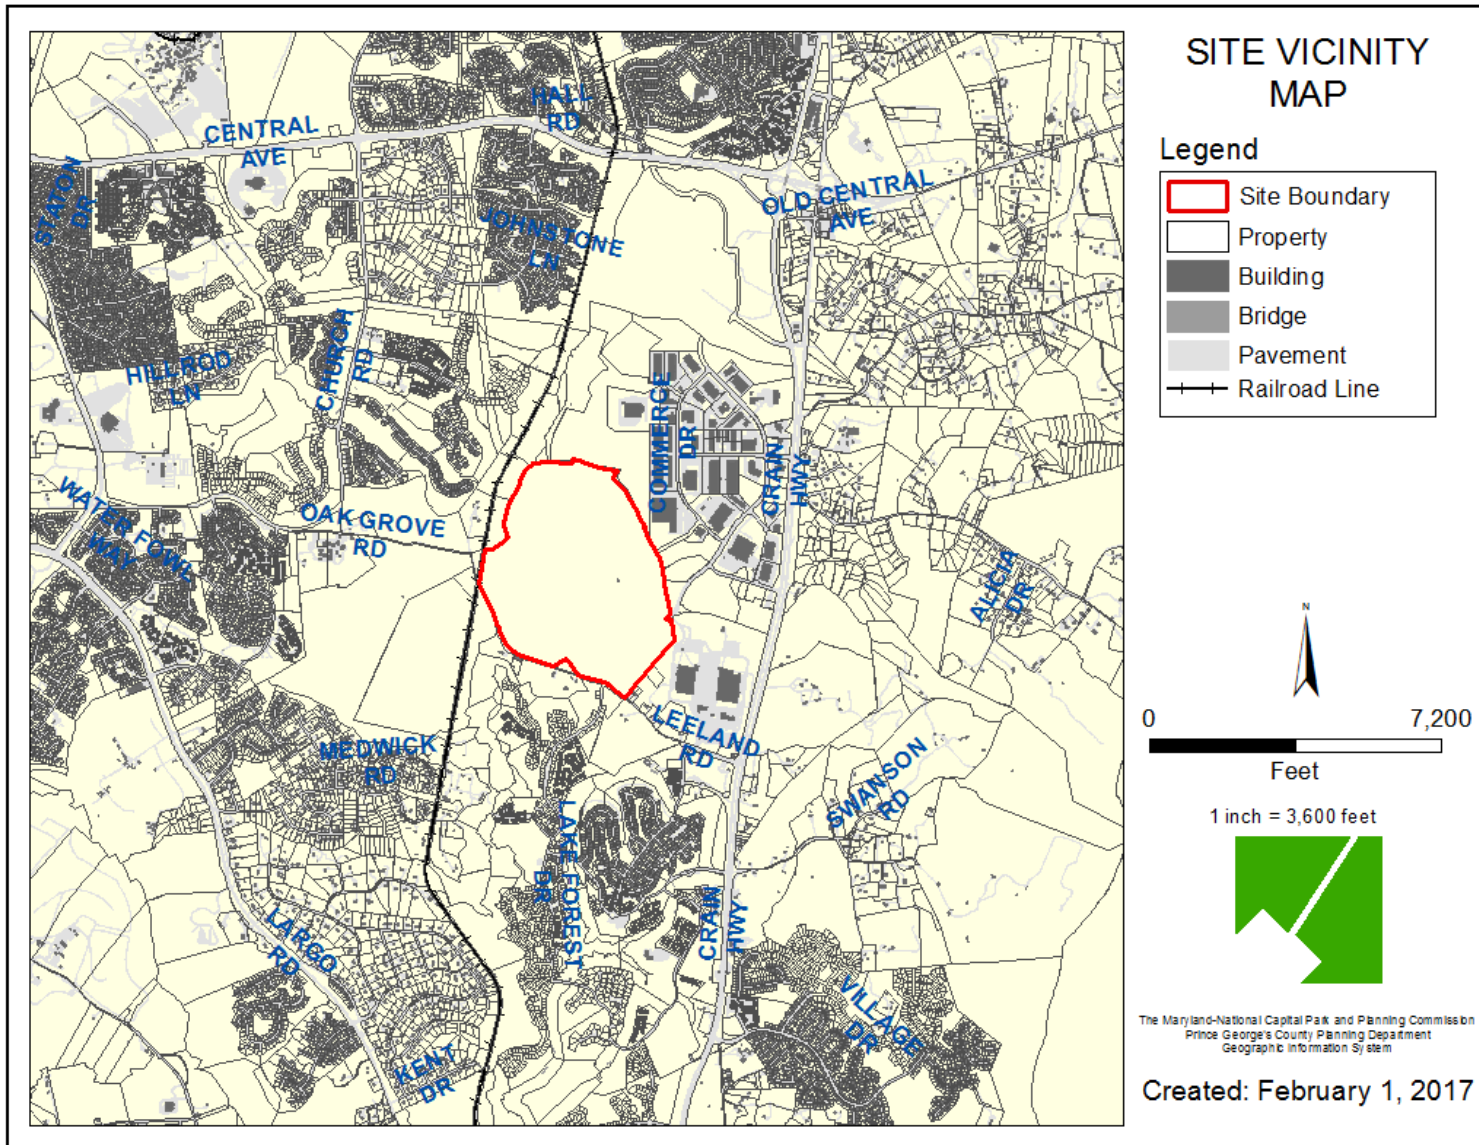 SITE VICINITY
MAP
Legend
Site Boundary
Property
Building
Bridge
Pavement
Railroad Line
N
0 7,200
Feet
1 inch = 3,600 feet
The Maryland-National Capital Park and Planning Commission
Prince George's County Planning Department
Geographic Information System
Created: February 1, 2017
HALL
RD
CENTRAL
AVE
STATON
DR
JOHNSTONE
LN
OLD CENTRAL
AVE
CHURCH
RD
HILLROD
LN
COMMERCE
DR
CRAIN
HWY
WATER FOWL
WAY
OAK GROVE
RD
ALICIA
DR
LEELAND
RD
MEDWICK
RD
SWANSON
RD
LAKE FOREST
DR
CRAIN
HWY
LARGO
RD
VILLAGE
DR
KENT
DR